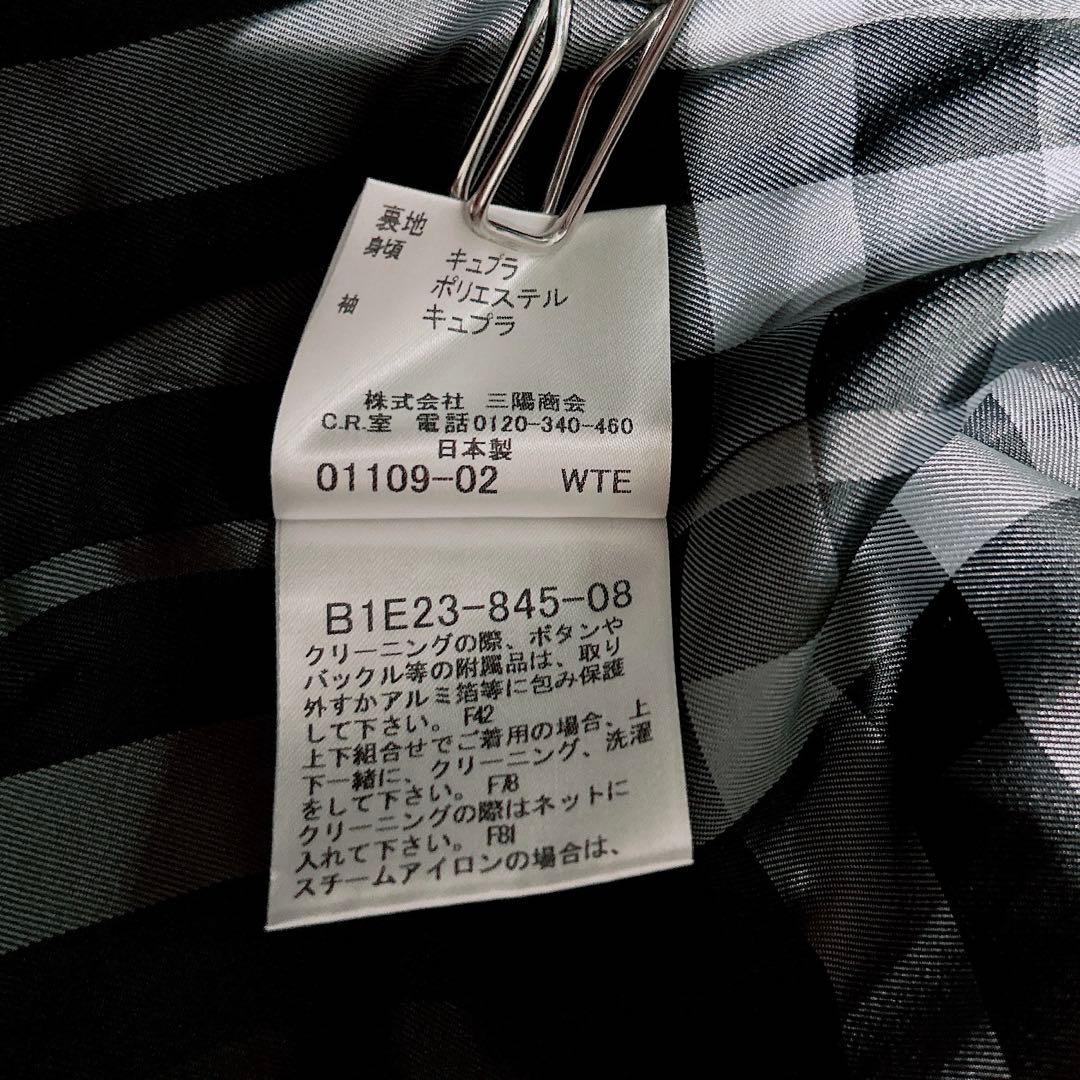 裏地
身頃 キュプラ
ポリエステル
袖 キュプラ
株式会社 三陽商会
C.R.室 電話0120-340-460
日本製
01109-02 WTE
B1E23-845-08
クリーニングの際、ボタンや
バックル等の附属品は、取り
外すかアルミ箔等に包み保護
して下さい。 F42
上下組合せでご着用の場合、上
下一緒に、クリーニング、洗濯
をして下さい。 F78
クリーニングの際はネットに
入れて下さい。 F81
スチームアイロンの場合は、